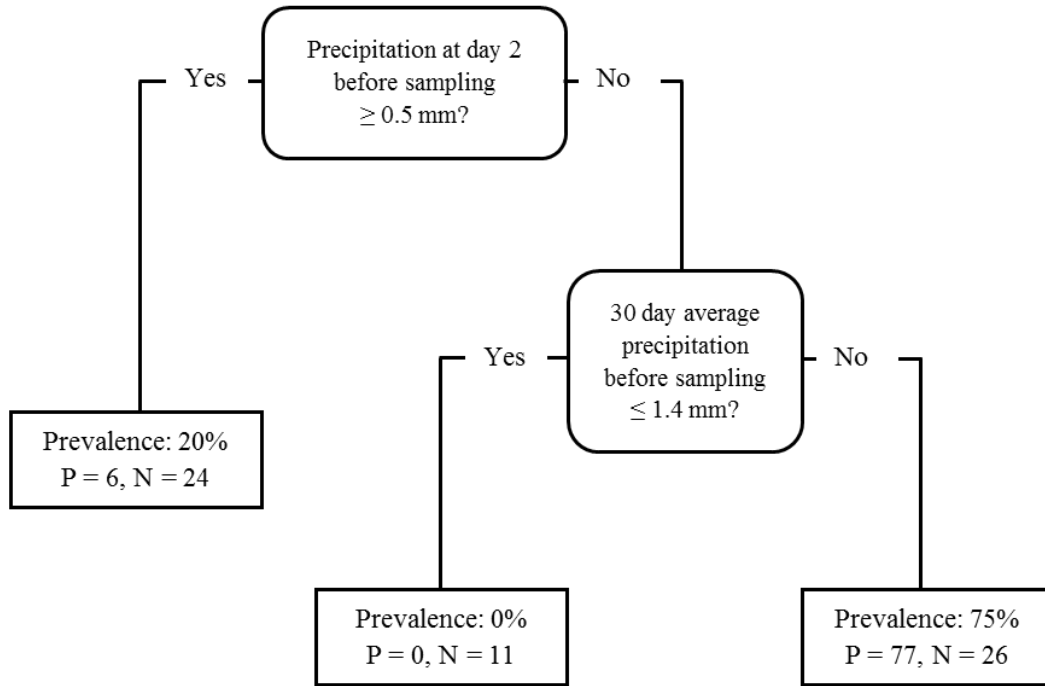 Precipitation at day 2
before sampling
≥ 0.5 mm?
Yes
No
30 day average
precipitation
before sampling
≤ 1.4 mm?
Yes
No
Prevalence: 20%
P = 6, N = 24
Prevalence: 0%
P = 0, N = 11
Prevalence: 75%
P = 77, N = 26